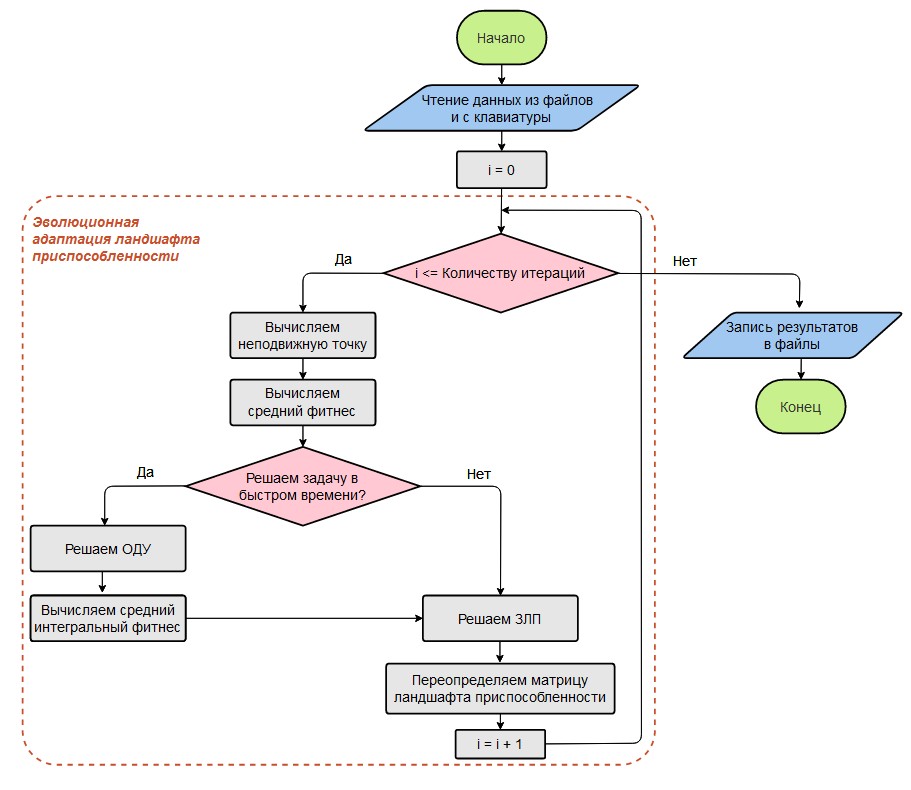 Начало
Чтение данных из файлов
и с клавиатуры
i = 0
Эволюционная
адаптация ландшафта
приспособленности
Да
i <= Количеству итераций
Нет
Вычисляем
неподвижную точку
Запись результатов
в файлы
Вычисляем
средний фитнес
Конец
Да
Решаем задачу в
быстром времени?
Нет
Решаем ОДУ
Вычисляем средний
интегральный фитнес
Решаем ЗЛП
Переопределяем матрицу
ландшафта приспособленности
i = i + 1